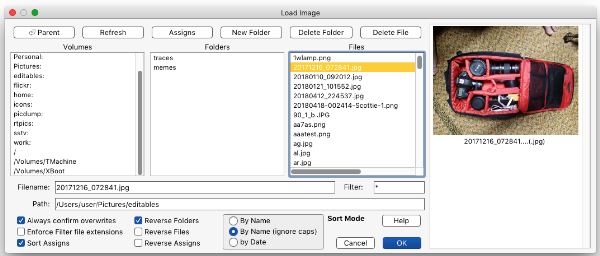 Load Image
Parent
Refresh
Assigns
New Folder
Delete Folder
Delete File
Volumes
Folders
Files
Personal:
Pictures:
editables:
flickr:
home:
icons:
picdump:
rtpics:
sstv:
work:
/
/Volumes/TMachine
/Volumes/XBoot
traces
memes
1wlamp.png
20171216_072841.jpg
20180110_092012.jpg
20180121_101552.jpg
20180412_224537.jpg
20180418-002414-Scottie-1.png
90_1_b.JPG
aa7as.png
aaatest.png
ag.jpg
al.jpg
ar.jpg
20171216_072841....(.jpg)
Filename:
20171216_072841.jpg
Filter:
*
Path:
/Users/user/Pictures/editables
Always confirm overwrites
Enforce Filter file extensions
Sort Assigns
Reverse Folders
Reverse Files
Reverse Assigns
By Name
By Name (ignore caps)
by Date
Sort Mode
Help
Cancel
OK